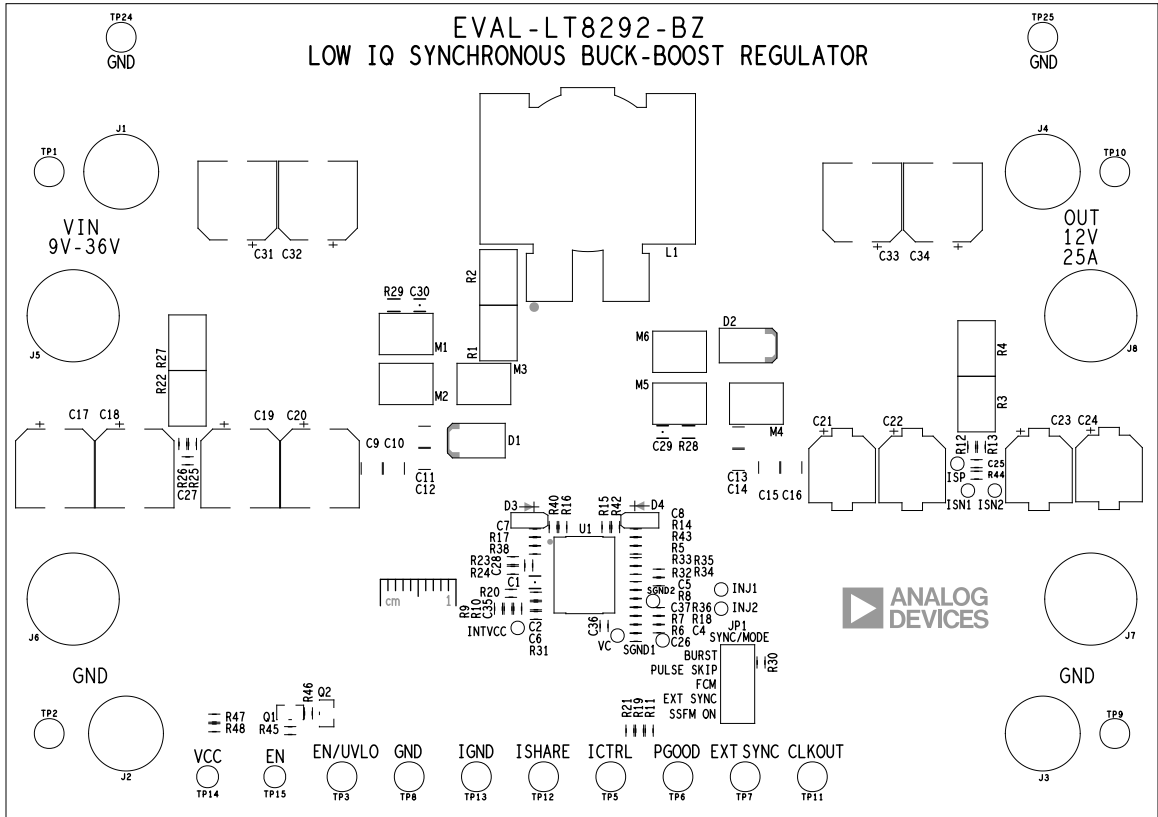 EVAL-LT8292-BZ
LOW IQ SYNCHRONOUS BUCK-BOOST REGULATOR
TP24
GND
TP25
GND
J1
TP1
J4
TP10
VIN
9V-36V
OUT
12V
25A
C31 C32
C33 C34
L1
R2
R1
R29 C30
M1
M2
M3
M6
D2
M5
M4
J5
J8
R27
R22
R4
R3
C17 C18
C19 C20
C9 C10
D1
C11
C12
C29 R28
C13
C14
C15 C16
C21 C22
C23 C24
R26
R25
C27
R12
R13
ISP
C25
R44
ISN1 ISN2
D3
R40
R16
R15
R42
D4
U1
C7
R17
R38
R23
R24
C28
C1
R20
R9
R10
C35
INTVCC
C2
C6
R31
C36
VC
SGND1
C8
R14
R43
R5
R33 R35
R32 R34
C5
SGND2
R8
C37 R36
R7 R18
R6 C4
C26
INJ1
INJ2
cm 1
ANALOG
DEVICES
JP1
SYNC/MODE
BURST
PULSE SKIP
FCM
EXT SYNC
SSFM ON
R30
J6
J7
GND
GND
R21
R19
R11
R46
Q2
Q1
R45
R47
R48
TP2
J2
J3
TP9
VCC
EN
EN/UVLO
GND
IGND
ISHARE
ICTRL
PGOOD
EXT SYNC
CLKOUT
TP14
TP15
TP3
TP8
TP13
TP12
TP5
TP6
TP7
TP11